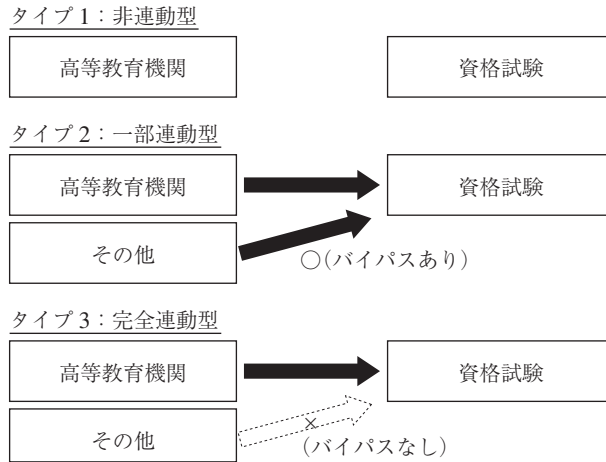 タイプ1：非連動型
高等教育機関 資格試験
タイプ2：一部連動型
高等教育機関 資格試験
その他
○(バイパスあり)
タイプ3：完全連動型
高等教育機関 資格試験
×
その他
(バイパスなし)